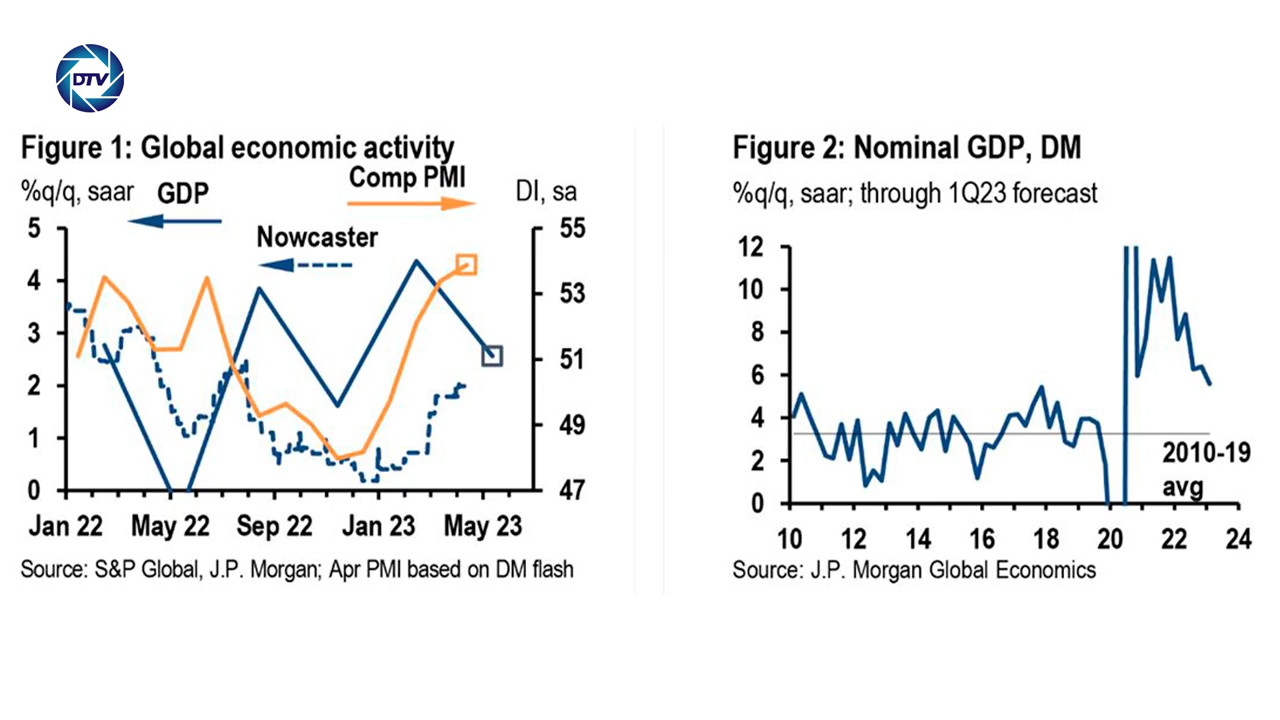 DTV
Figure 1: Global economic activity
%q/q, saar
GDP
Comp PMI
DI, sa
Nowcaster
5
4
3
2
1
0
55
53
51
49
47
Jan 22 May 22 Sep 22 Jan 23 May 23
Source: S&P Global, J.P. Morgan; Apr PMI based on DM flash
Figure 2: Nominal GDP, DM
%q/q, saar; through 1Q23 forecast
12
10
8
6
4
2
0
2010-19
avg
10 12 14 16 18 20 22 24
Source: J.P. Morgan Global Economics